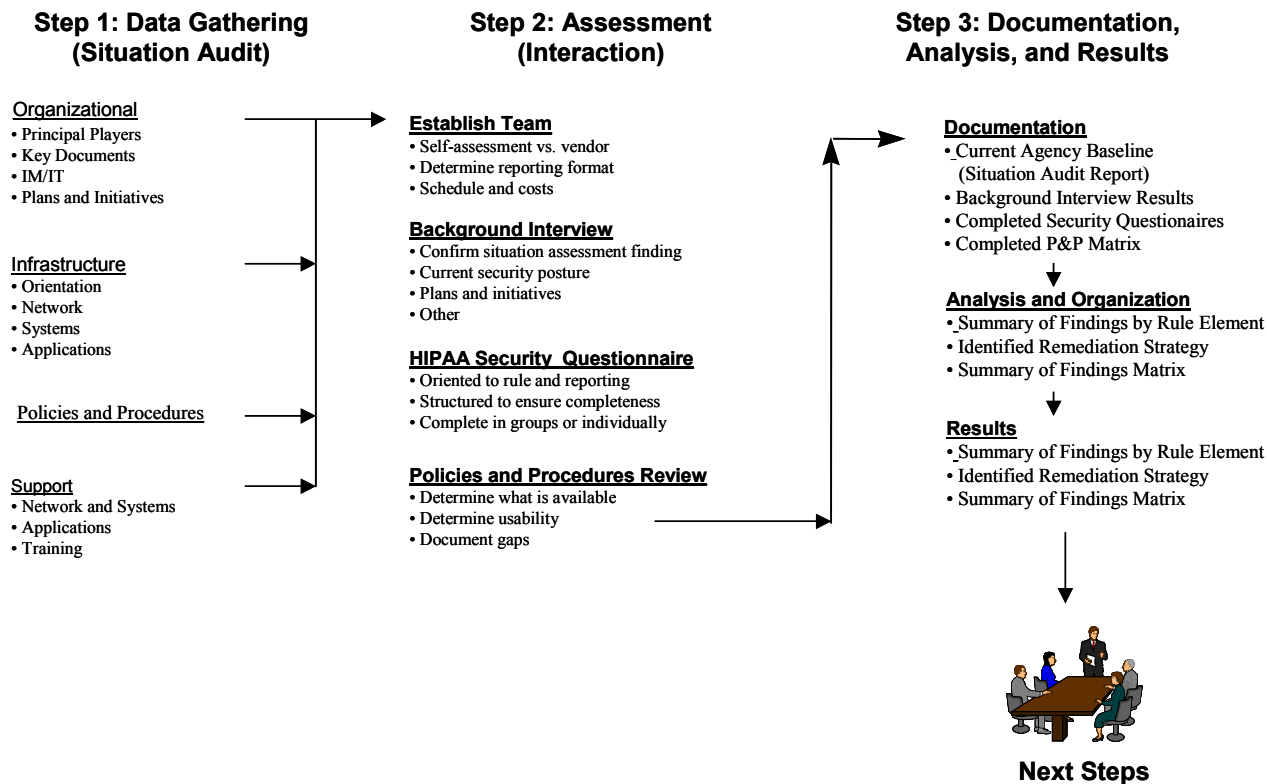 Step 1: Data Gathering
(Situation Audit)
Organizational
• Principal Players
• Key Documents
• IM/IT
• Plans and Initiatives
Infrastructure
• Orientation
• Network
• Systems
• Applications
Policies and Procedures
Support
• Network and Systems
• Applications
• Training
Step 2: Assessment
(Interaction)
Establish Team
• Self-assessment vs. vendor
• Determine reporting format
• Schedule and costs
Background Interview
• Confirm situation assessment finding
• Current security posture
• Plans and initiatives
• Other
HIPAA Security Questionnaire
• Oriented to rule and reporting
• Structured to ensure completeness
• Complete in groups or individually
Policies and Procedures Review
• Determine what is available
• Determine usability
• Document gaps
Step 3: Documentation,
Analysis, and Results
Documentation
• Current Agency Baseline
(Situation Audit Report)
• Background Interview Results
• Completed Security Questionaires
• Completed P&P Matrix
Analysis and Organization
• Summary of Findings by Rule Element
• Identified Remediation Strategy
• Summary of Findings Matrix
Results
• Summary of Findings by Rule Element
• Identified Remediation Strategy
• Summary of Findings Matrix
Next Steps